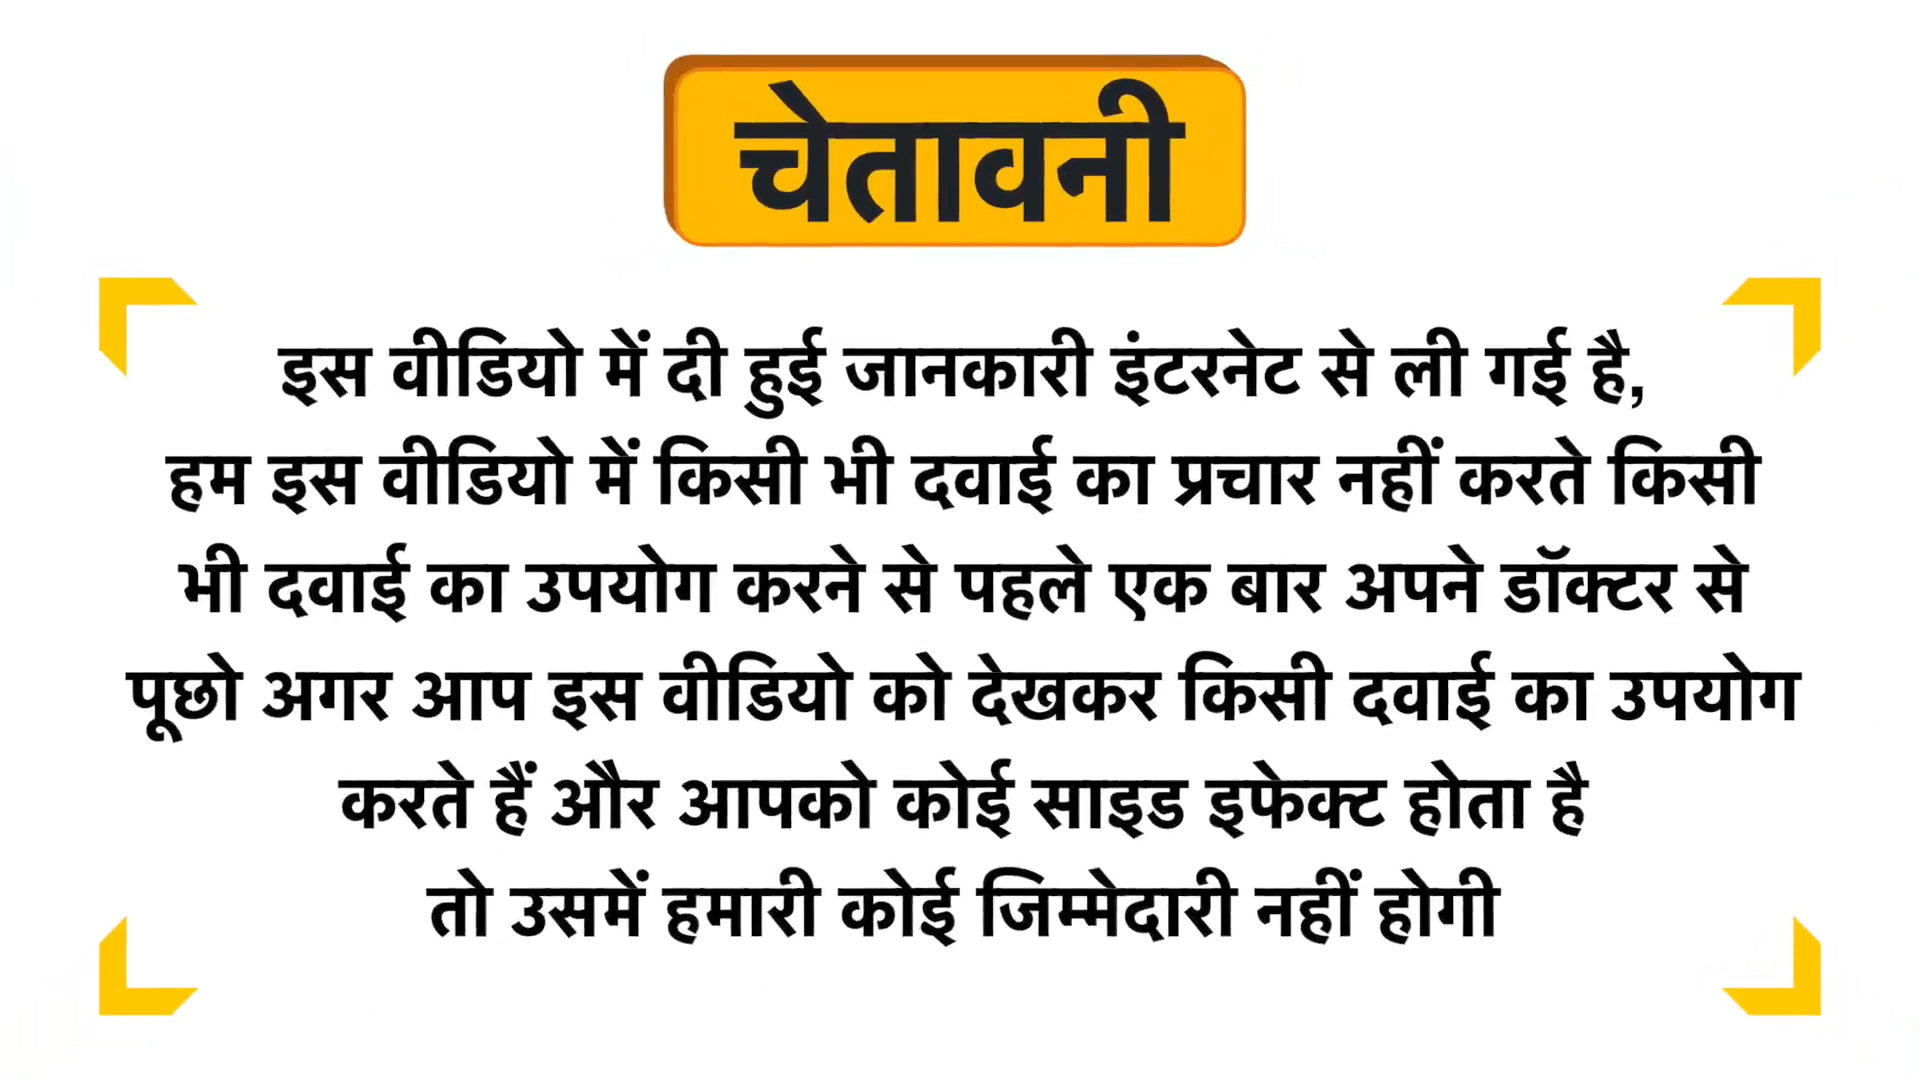 चेतावनी
इस वीडियो में दी हुई जानकारी इंटरनेट से ली गई है,
हम इस वीडियो में किसी भी दवाई का प्रचार नहीं करते किसी
भी दवाई का उपयोग करने से पहले एक बार अपने डॉक्टर से
पूछो अगर आप इस वीडियो को देखकर किसी दवाई का उपयोग
करते हैं और आपको कोई साइड इफेक्ट होता है
तो उसमें हमारी कोई जिम्मेदारी नहीं होगी